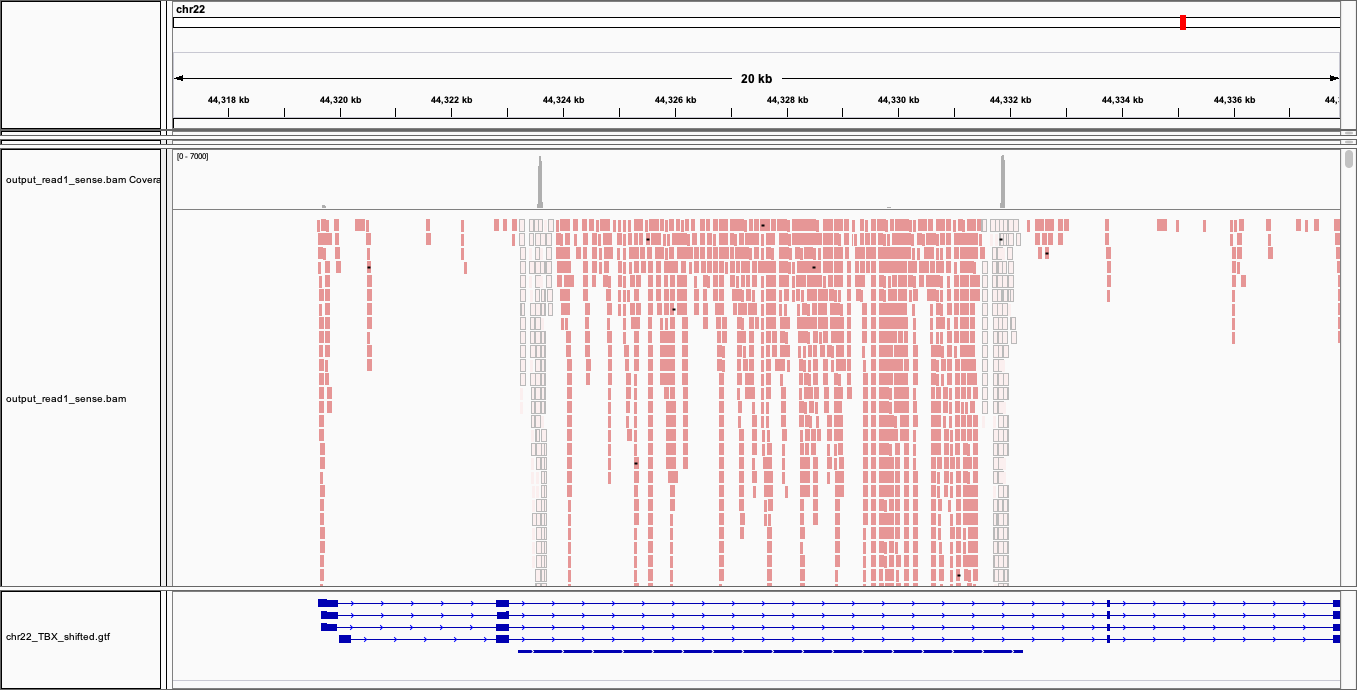 chr22
20 kb
44,318 kb 44,320 kb 44,322 kb 44,324 kb 44,326 kb 44,328 kb 44,330 kb 44,332 kb 44,334 kb 44,336 kb 44,
[0 - 7000]
output_read1_sense.bam Covera
output_read1_sense.bam
chr22_TBX_shifted.gtf